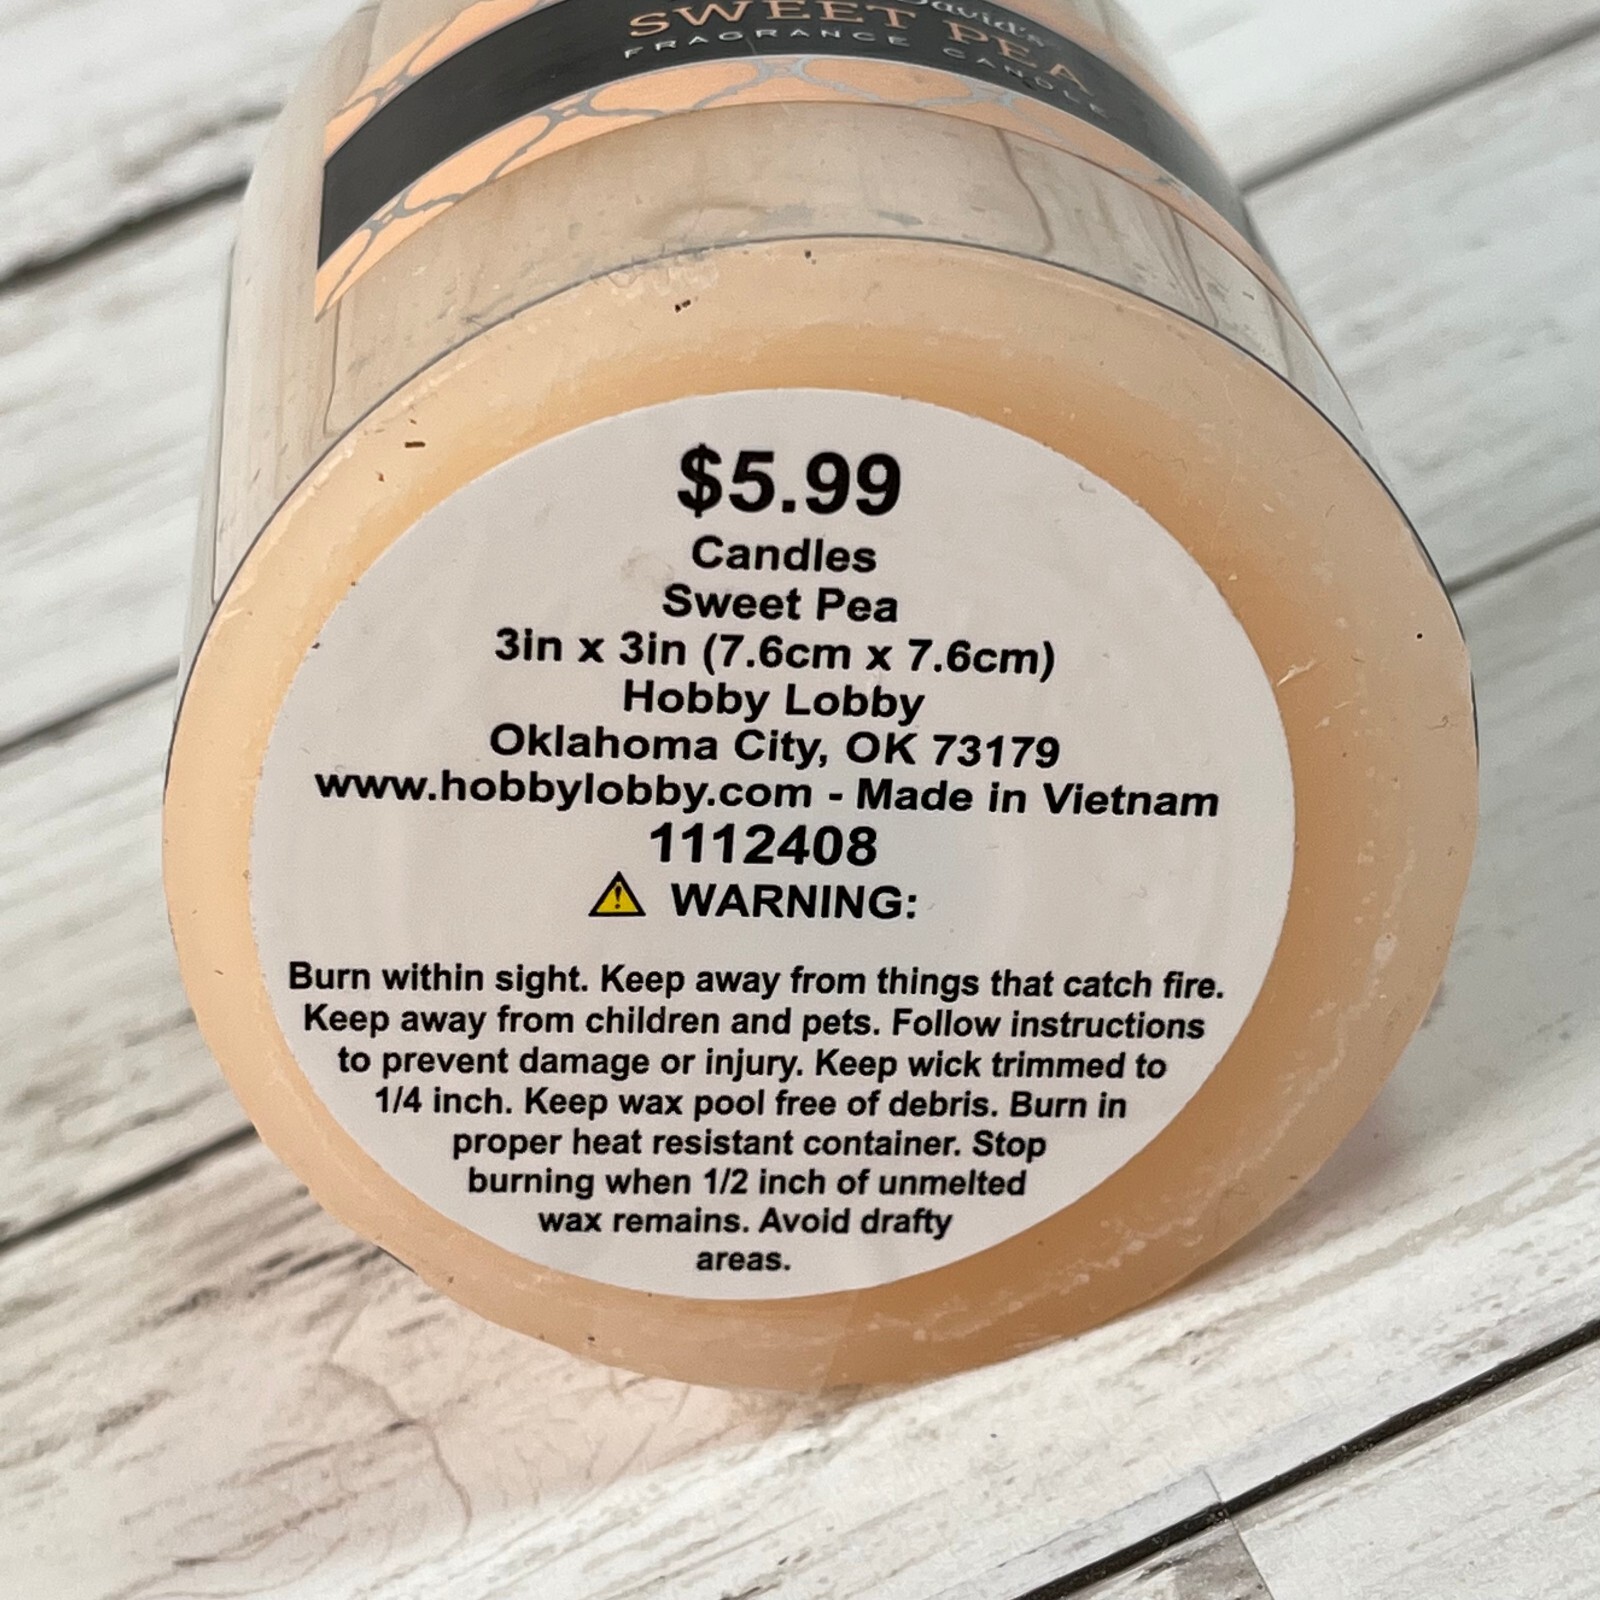 David's
SWEET PEA
FRAGRANCE CANDLE
$5.99
Candles
Sweet Pea
3in x 3in (7.6cm x 7.6cm)
Hobby Lobby
Oklahoma City, OK 73179
www.hobbylobby.com - Made in Vietnam
1112408
WARNING:
Burn within sight. Keep away from things that catch fire.
Keep away from children and pets. Follow instructions
to prevent damage or injury. Keep wick trimmed to
1/4 inch. Keep wax pool free of debris. Burn in
proper heat resistant container. Stop
burning when 1/2 inch of unmelted
wax remains. Avoid drafty
areas.